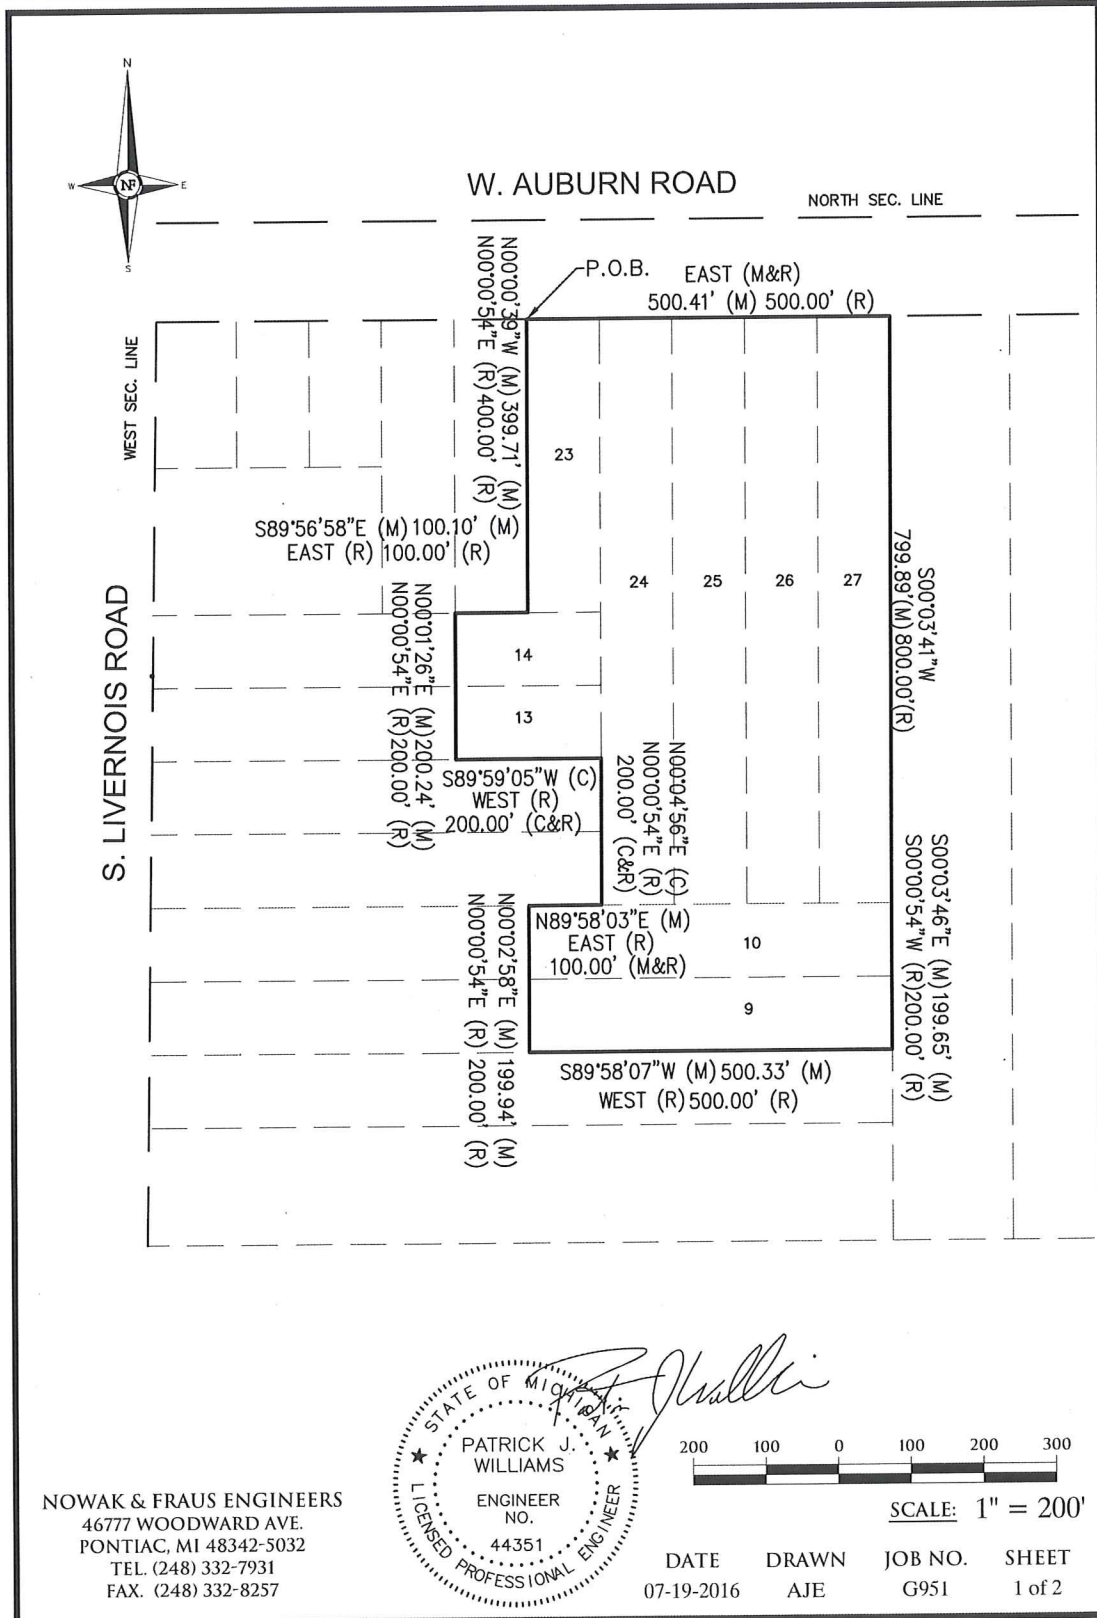 N
W
NF
E
S
W. AUBURN ROAD
NORTH SEC. LINE
P.O.B.
EAST (M&R)
500.41' (M) 500.00' (R)
WEST SEC. LINE
N00°00'39"W (M) 399.71' (M)
N00°00'54"E (R) 400.00' (R)
23
S89°56'58"E (M) 100.10' (M)
EAST (R) 100.00' (R)
24
25
26
27
S00°03'41"W
799.89'(M) 800.00'(R)
S. LIVERNOIS ROAD
N00°01'26"E (M) 200.24' (M)
N00°00'54"E (R) 200.00' (R)
14
13
S89°59'05"W (C)
WEST (R)
200.00' (C&R)
N00°04'56"E (C)
N00°00'54"E (R)
200.00' (C&R)
S00°03'46"E (M) 199.65' (M)
S00°00'54"W (R) 200.00' (R)
N00°02'58"E (M) 199.94' (M)
N00°00'54"E (R) 200.00' (R)
N89°58'03"E (M)
EAST (R)
100.00' (M&R)
10
9
S89°58'07"W (M) 500.33' (M)
WEST (R) 500.00' (R)
STATE OF MICHIGAN
PATRICK J.
WILLIAMS
ENGINEER
NO.
44351
LICENSED PROFESSIONAL ENGINEER
200 100 0 100 200 300
SCALE: 1" = 200'
NOWAK & FRAUS ENGINEERS
46777 WOODWARD AVE.
PONTIAC, MI 48342-5032
TEL. (248) 332-7931
FAX. (248) 332-8257
DATE DRAWN JOB NO. SHEET
07-19-2016 AJE G951 1 of 2